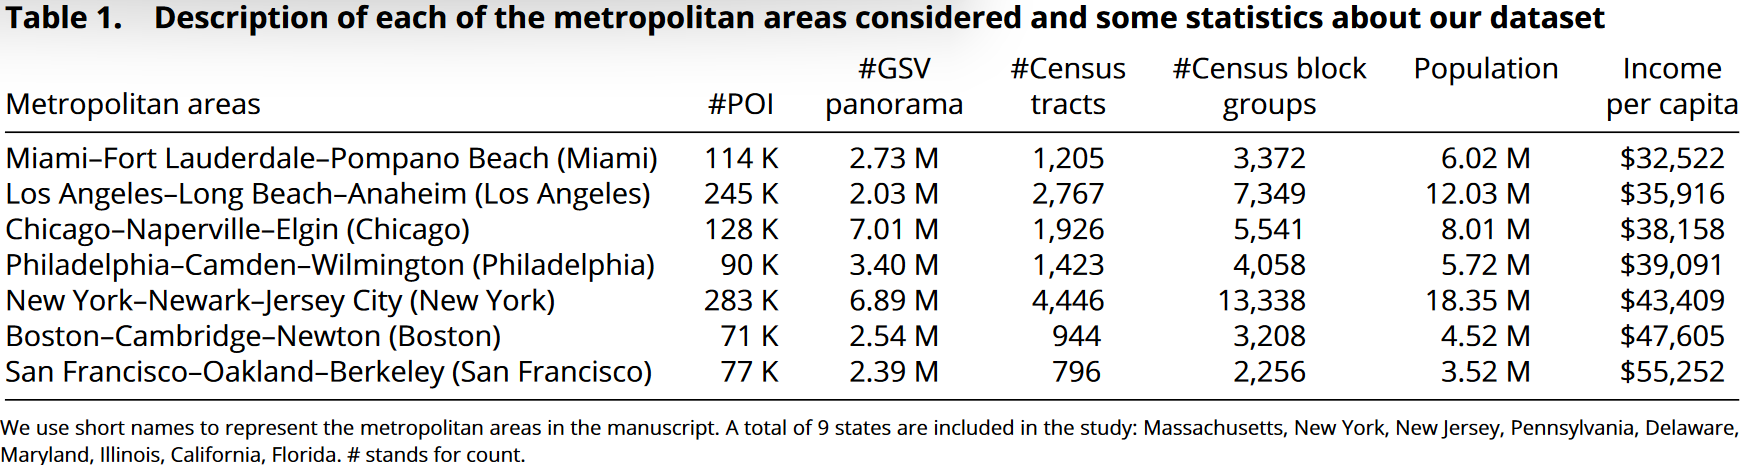 Table 1. Description of each of the metropolitan areas considered and some statistics about our dataset
Metropolitan areas #POI #GSV panorama #Census tracts #Census block groups Population Income per capita
Miami–Fort Lauderdale–Pompano Beach (Miami) 114 K 2.73 M 1,205 3,372 6.02 M $32,522
Los Angeles–Long Beach–Anaheim (Los Angeles) 245 K 2.03 M 2,767 7,349 12.03 M $35,916
Chicago–Naperville–Elgin (Chicago) 128 K 7.01 M 1,926 5,541 8.01 M $38,158
Philadelphia–Camden–Wilmington (Philadelphia) 90 K 3.40 M 1,423 4,058 5.72 M $39,091
New York–Newark–Jersey City (New York) 283 K 6.89 M 4,446 13,338 18.35 M $43,409
Boston–Cambridge–Newton (Boston) 71 K 2.54 M 944 3,208 4.52 M $47,605
San Francisco–Oakland–Berkeley (San Francisco) 77 K 2.39 M 796 2,256 3.52 M $55,252
We use short names to represent the metropolitan areas in the manuscript. A total of 9 states are included in the study: Massachusetts, New York, New Jersey, Pennsylvania, Delaware,
Maryland, Illinois, California, Florida. # stands for count.